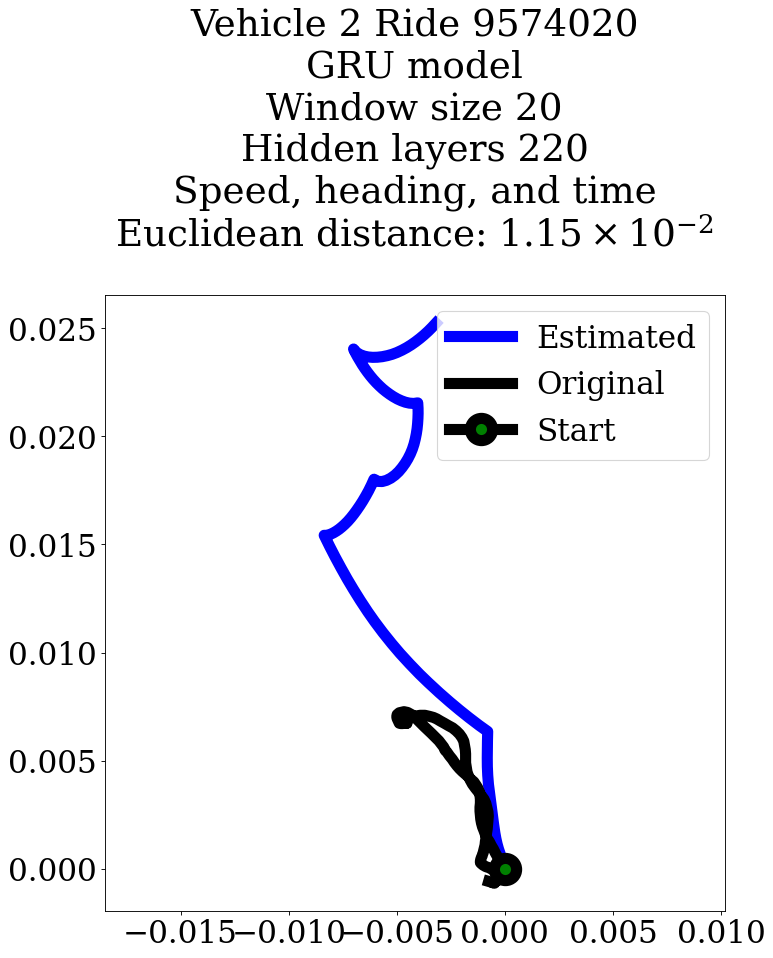 Vehicle 2 Ride 9574020
GRU model
Window size 20
Hidden layers 220
Speed, heading, and time
Euclidean distance: 1.15 × 10⁻²
Estimated
Original
Start
0.025
0.020
0.015
0.010
0.005
0.000
−0.015 −0.010 −0.005 0.000 0.005 0.010